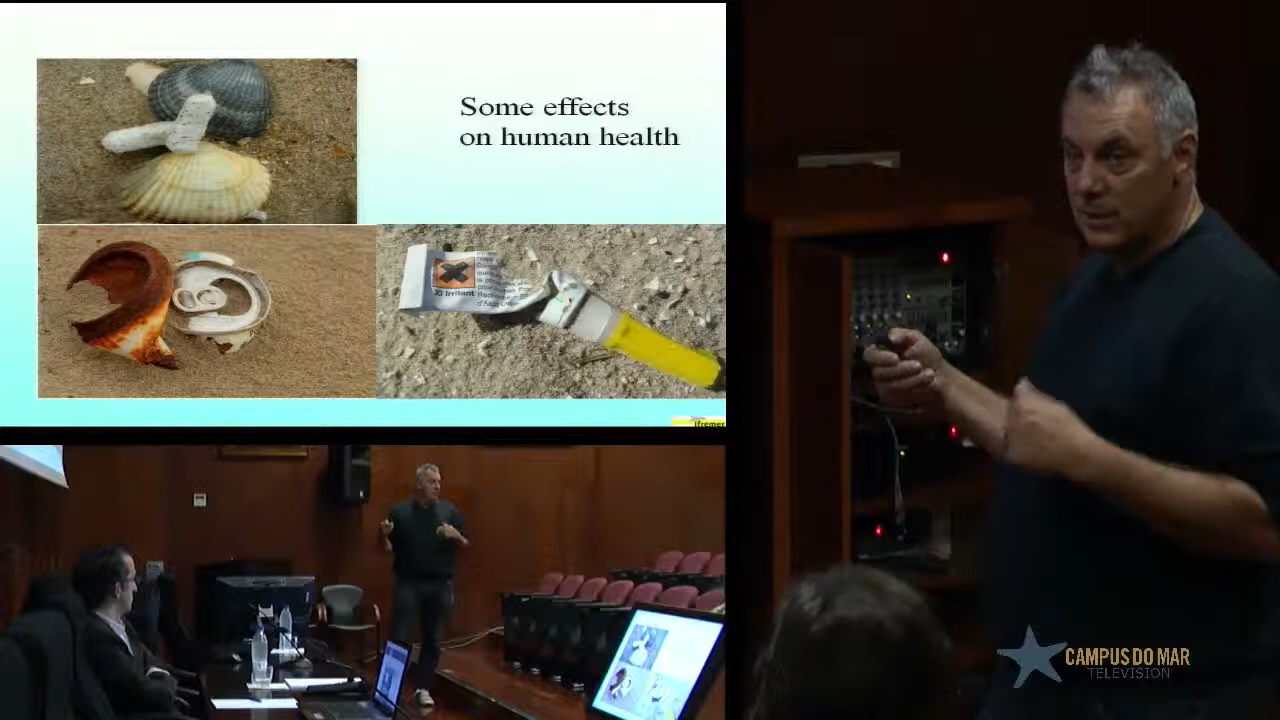 Some effects
on human health
Xi Irritant
ifremer
CAMPUS DO MAR
TELEVISION